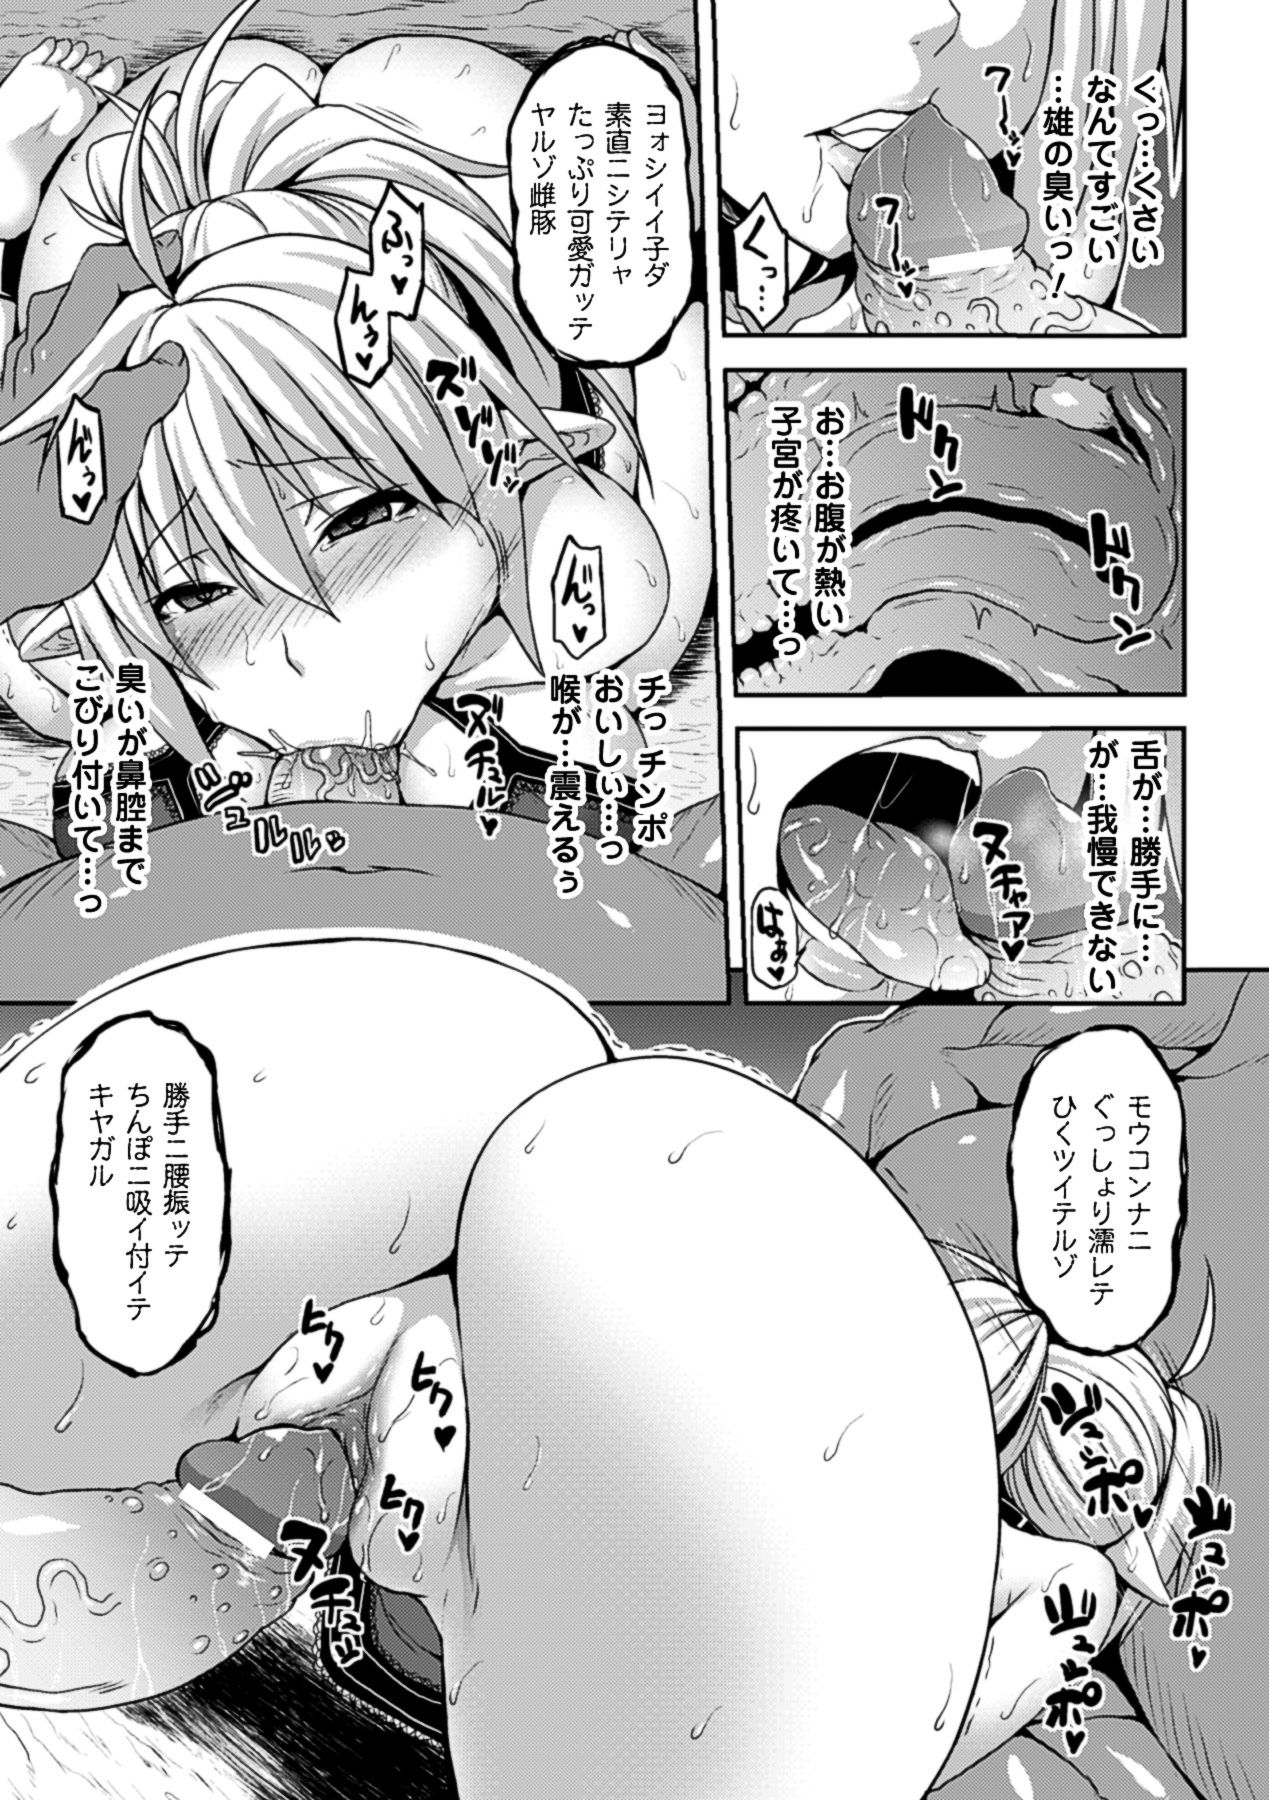 くっ…くさい
なんてすごい
…雄の臭いっ！
フ～
フ～
くっ…
お…お腹が熱い
子宮が疼いて…っ
ドクン
ドクン
舌が…勝手に…
が…我慢できない
ヌチャア
はぁ
ヨォシイイ子ダ
素直ニシテリャ
たっぷり可愛ガッテ
ヤルゾ雌豚
ふっ
んぅ
んぅ
ズゾゾッ
んっ
チっ チンポ
おいしい…っ
喉が…震えるぅ
ヌ゛チュル
ジュルルルッ
臭いが鼻腔まで
こびり付いて…っ
モウコンナニ
ぐっしょり濡レテ
ひくツイテルゾ
ジュッポ
ジュポ
ジュッポ
勝手ニ腰振ッテ
ちんぽニ吸イ付イテ
キヤガル
ヒク
ヒク
ヒク
ヌチュッ